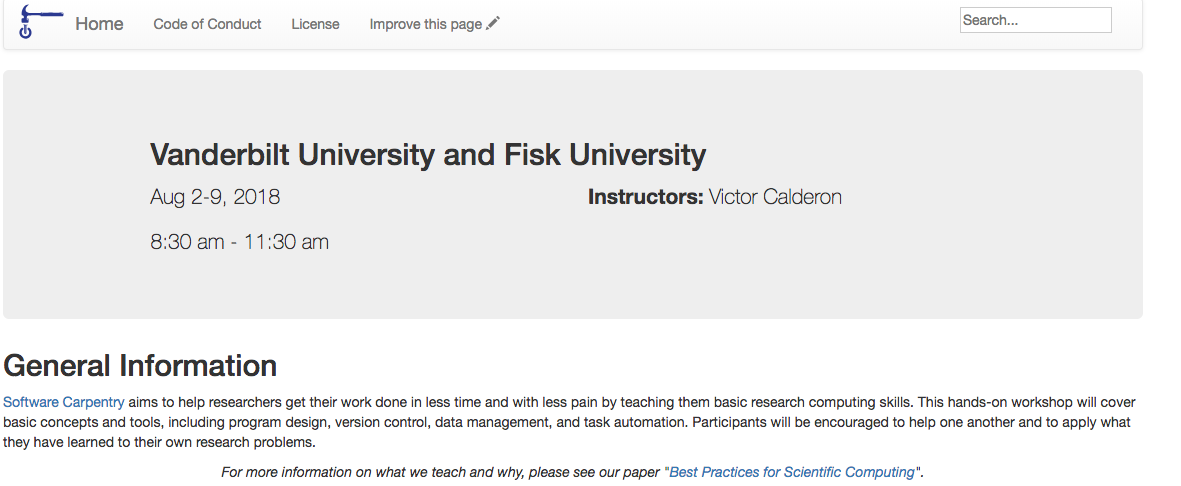 Home Code of Conduct License Improve this page Search...
Vanderbilt University and Fisk University
Aug 2-9, 2018 Instructors: Victor Calderon
8:30 am - 11:30 am
General Information
Software Carpentry aims to help researchers get their work done in less time and with less pain by teaching them basic research computing skills. This hands-on workshop will cover
basic concepts and tools, including program design, version control, data management, and task automation. Participants will be encouraged to help one another and to apply what
they have learned to their own research problems.
For more information on what we teach and why, please see our paper "Best Practices for Scientific Computing".